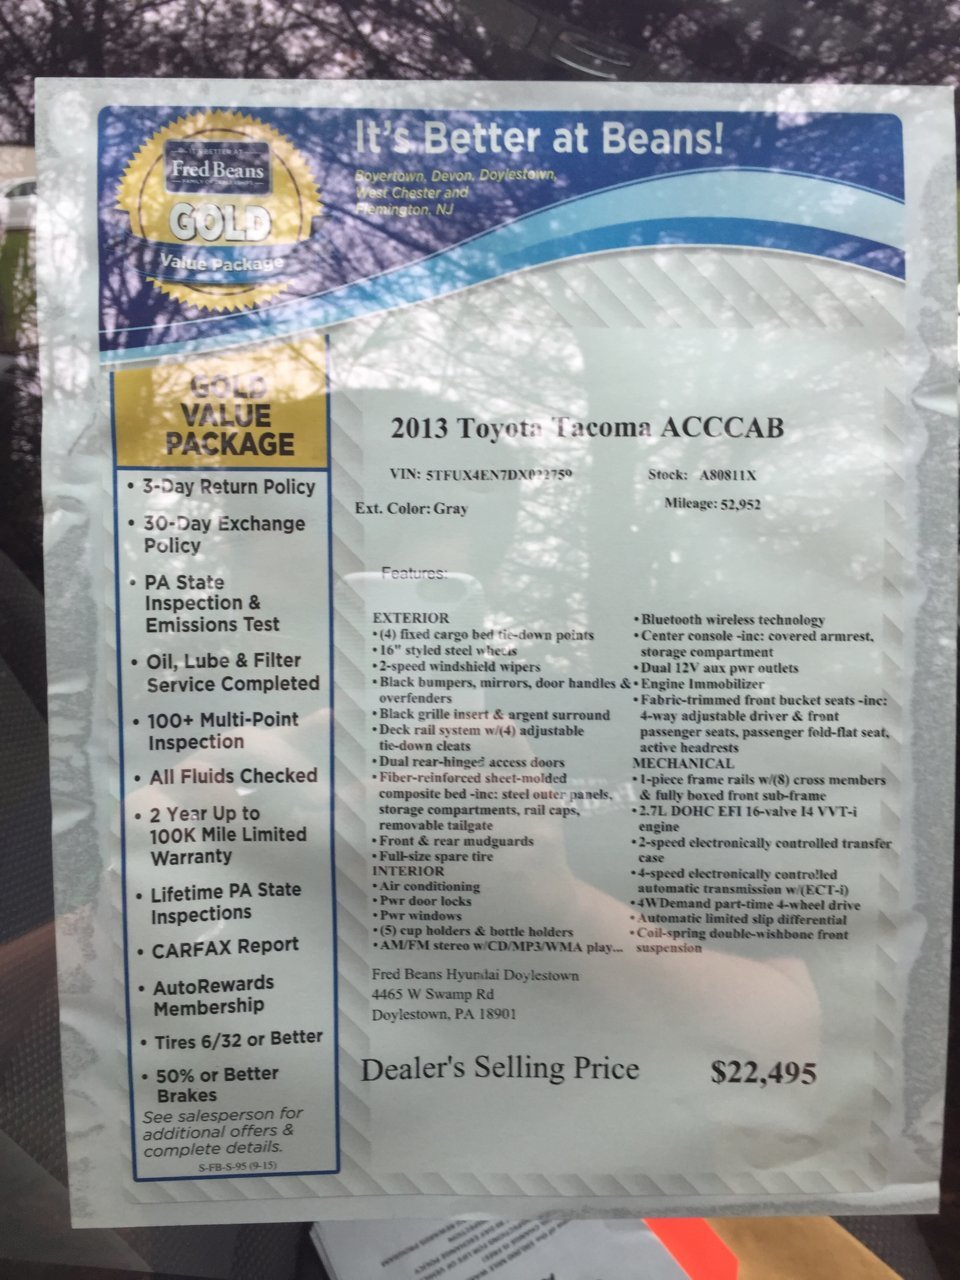 It's Better at Beans!
Boyertown, Devon, Doylestown,
West Chester and
Flemington, NJ
IT'S BETTER AT
Fred Beans
FAMILY OF DEALERSHIPS
GOLD
Value Package
GOLD
VALUE
PACKAGE
• 3-Day Return Policy
• 30-Day Exchange
Policy
• PA State
Inspection &
Emissions Test
• Oil, Lube & Filter
Service Completed
• 100+ Multi-Point
Inspection
• All Fluids Checked
• 2 Year Up to
100K Mile Limited
Warranty
• Lifetime PA State
Inspections
• CARFAX Report
• AutoRewards
Membership
• Tires 6/32 or Better
• 50% or Better
Brakes
See salesperson for
additional offers &
complete details.
S-FB-S-95 (9-15)
2013 Toyota Tacoma ACCCAB
VIN: 5TFUX4EN7DX022759
Stock: A80811X
Ext. Color: Gray
Mileage: 52,952
Features:
EXTERIOR
• (4) fixed cargo bed tie-down points
• 16" styled steel wheels
• 2-speed windshield wipers
• Black bumpers, mirrors, door handles &
overfenders
• Black grille insert & argent surround
• Deck rail system w/(4) adjustable
tie-down cleats
• Dual rear-hinged access doors
• Fiber-reinforced sheet-molded
composite bed -inc: steel outer panels,
storage compartments, rail caps,
removable tailgate
• Front & rear mudguards
• Full-size spare tire
INTERIOR
• Air conditioning
• Pwr door locks
• Pwr windows
• (5) cup holders & bottle holders
• AM/FM stereo w/CD/MP3/WMA play...
• Bluetooth wireless technology
• Center console -inc: covered armrest,
storage compartment
• Dual 12V aux pwr outlets
• Engine Immobilizer
• Fabric-trimmed front bucket seats -inc:
4-way adjustable driver & front
passenger seats, passenger fold-flat seat,
active headrests
MECHANICAL
• 1-piece frame rails w/(8) cross members
& fully boxed front sub-frame
• 2.7L DOHC EFI 16-valve I4 VVT-i
engine
• 2-speed electronically controlled transfer
case
• 4-speed electronically controlled
automatic transmission w/(ECT-i)
• 4WDemand part-time 4-wheel drive
• Automatic limited slip differential
• Coil-spring double-wishbone front
suspension
Fred Beans Hyundai Doylestown
4465 W Swamp Rd
Doylestown, PA 18901
Dealer's Selling Price $22,495